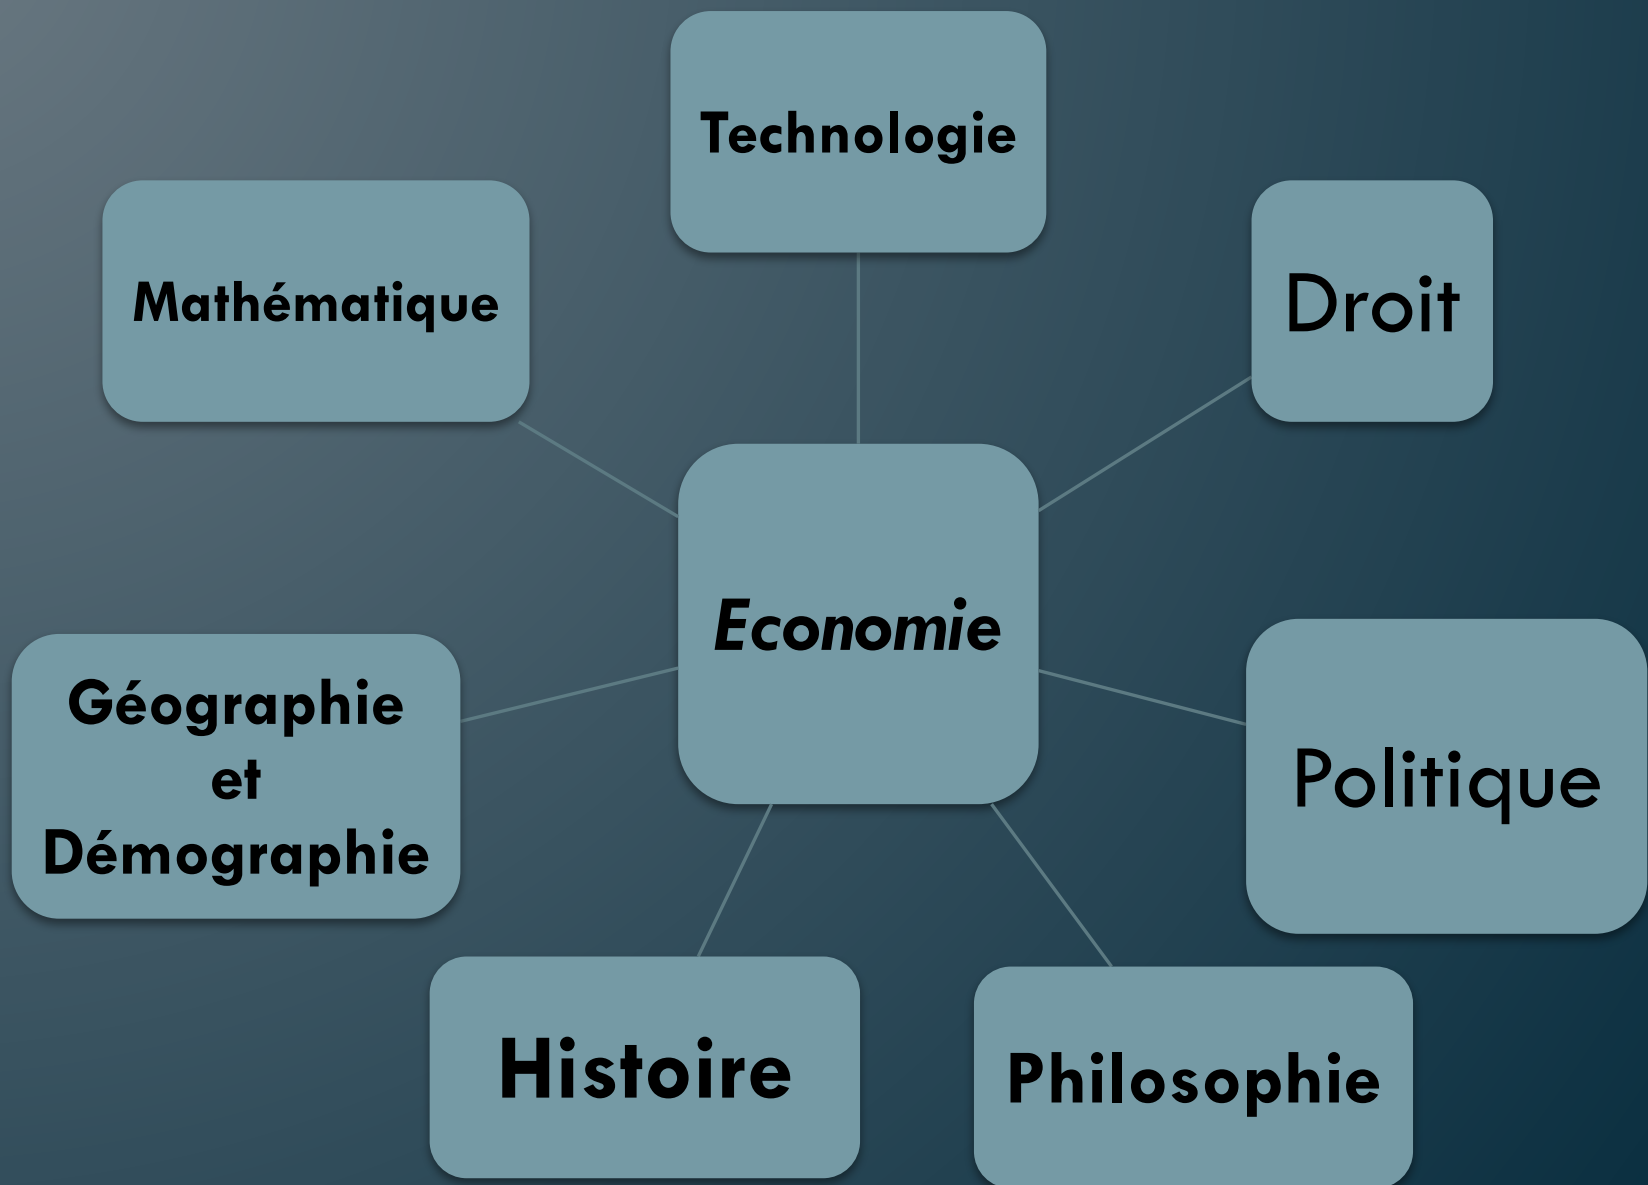 Technologie
Mathématique
Droit
Economie
Géographie
et
Démographie
Politique
Histoire
Philosophie